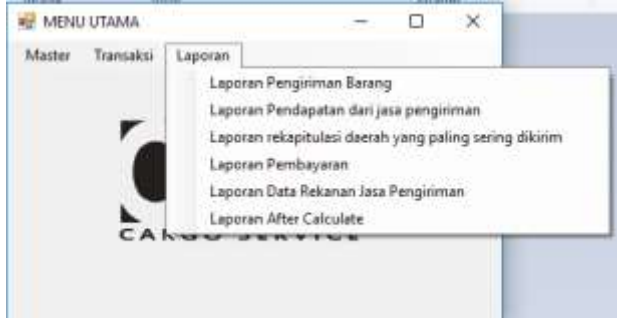 MENU UTAMA
Master Transaksi Laporan
Laporan Pengiriman Barang
Laporan Pendapatan dari jasa pengiriman
Laporan rekapitulasi daerah yang paling sering dikirim
Laporan Pembayaran
Laporan Data Rekanan Jasa Pengiriman
Laporan After Calculate